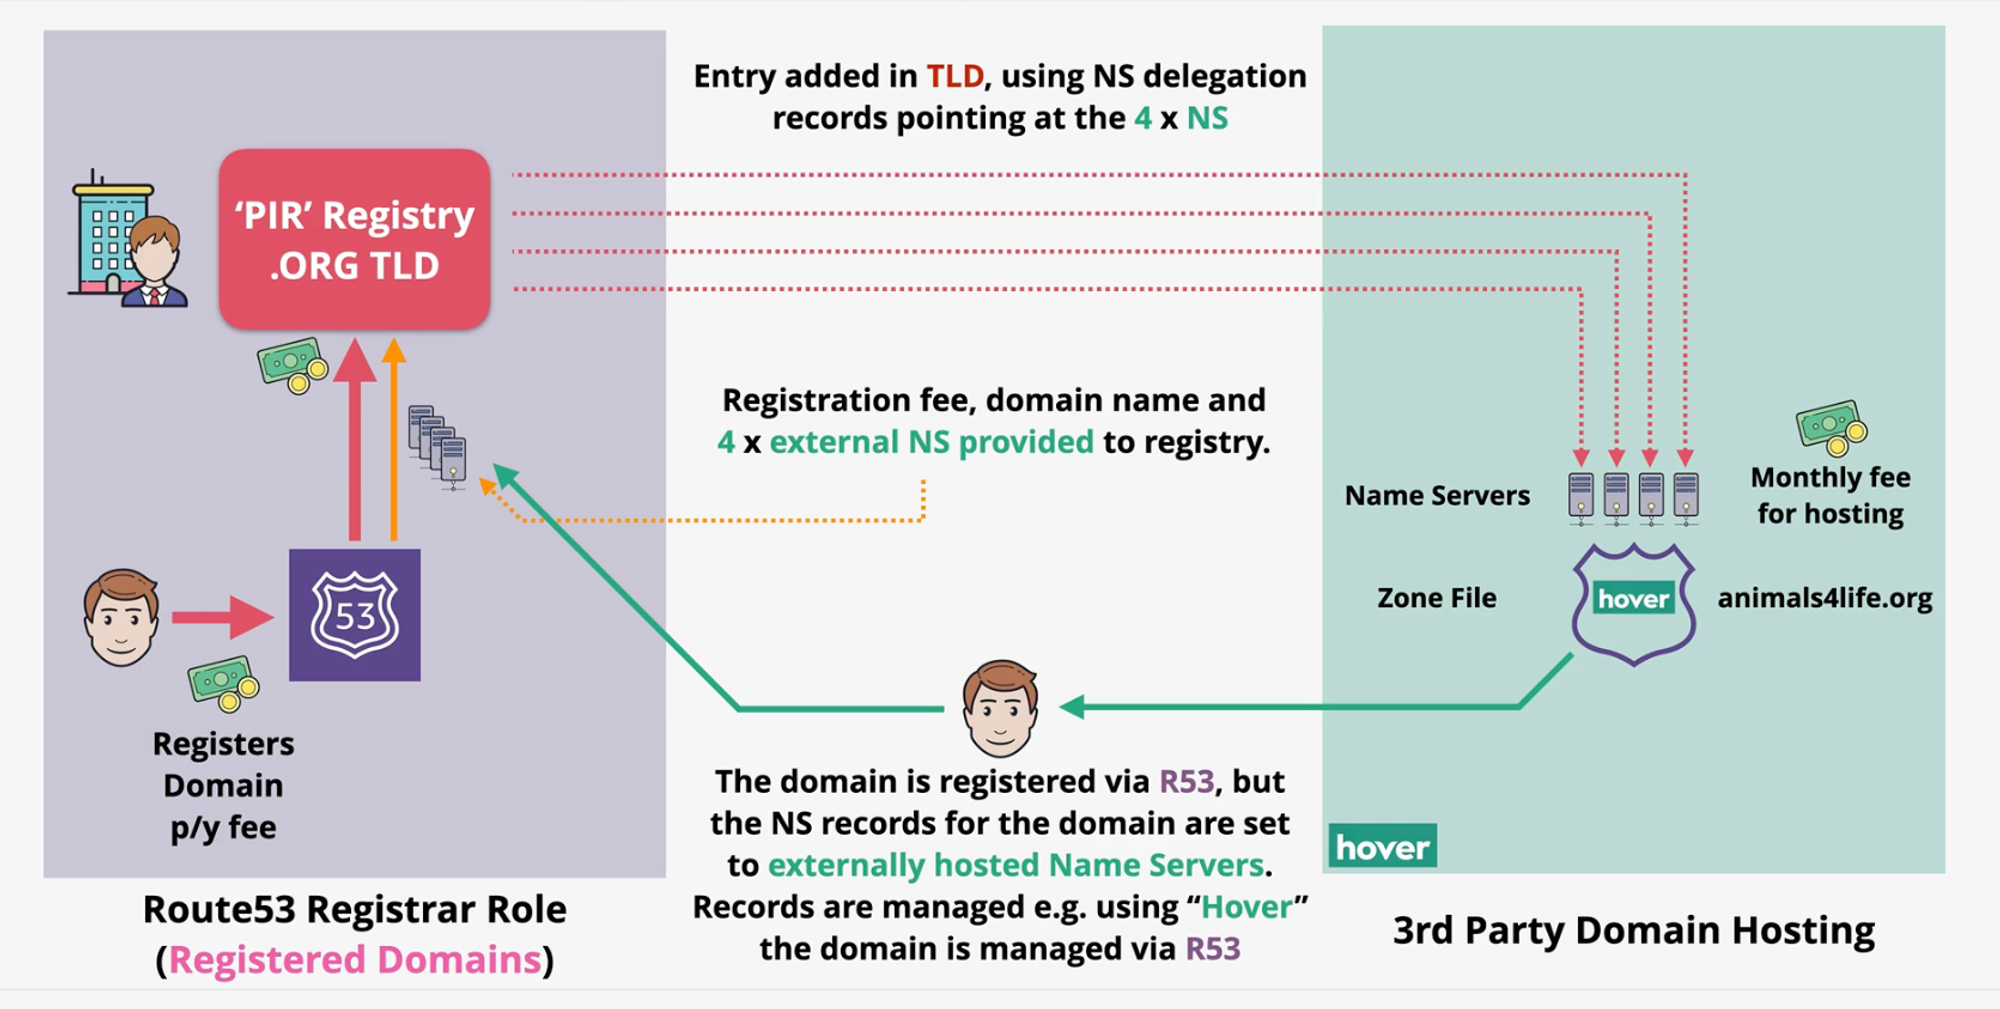 Entry added in TLD, using NS delegation
records pointing at the 4 x NS
‘PIR’ Registry
.ORG TLD
Registration fee, domain name and
4 x external NS provided to registry.
Name Servers
Monthly fee
for hosting
53
Zone File
hover
animals4life.org
Registers
Domain
p/y fee
The domain is registered via R53, but
the NS records for the domain are set
to externally hosted Name Servers.
Records are managed e.g. using “Hover”
the domain is managed via R53
hover
Route53 Registrar Role
(Registered Domains)
3rd Party Domain Hosting